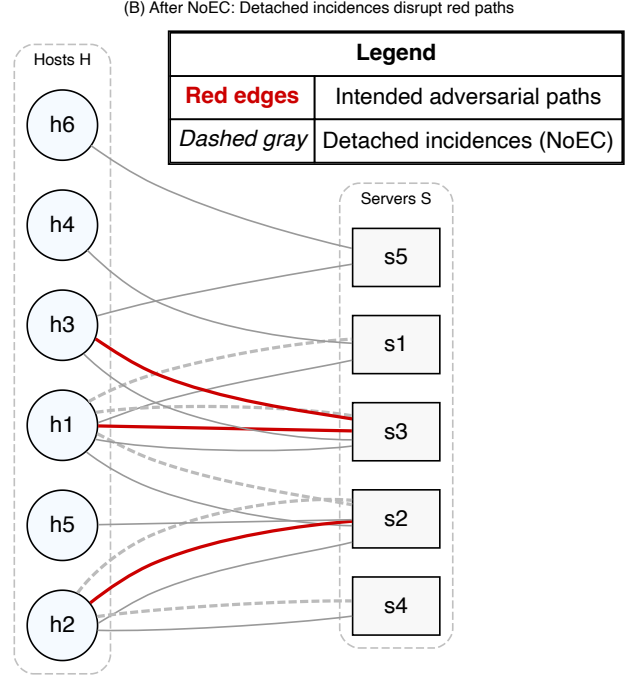 (B) After NoEC: Detached incidences disrupt red paths
Hosts H
Legend
Red edges Intended adversarial paths
Dashed gray Detached incidences (NoEC)
h6
h4
h3
h1
h5
h2
Servers S
s5
s1
s3
s2
s4